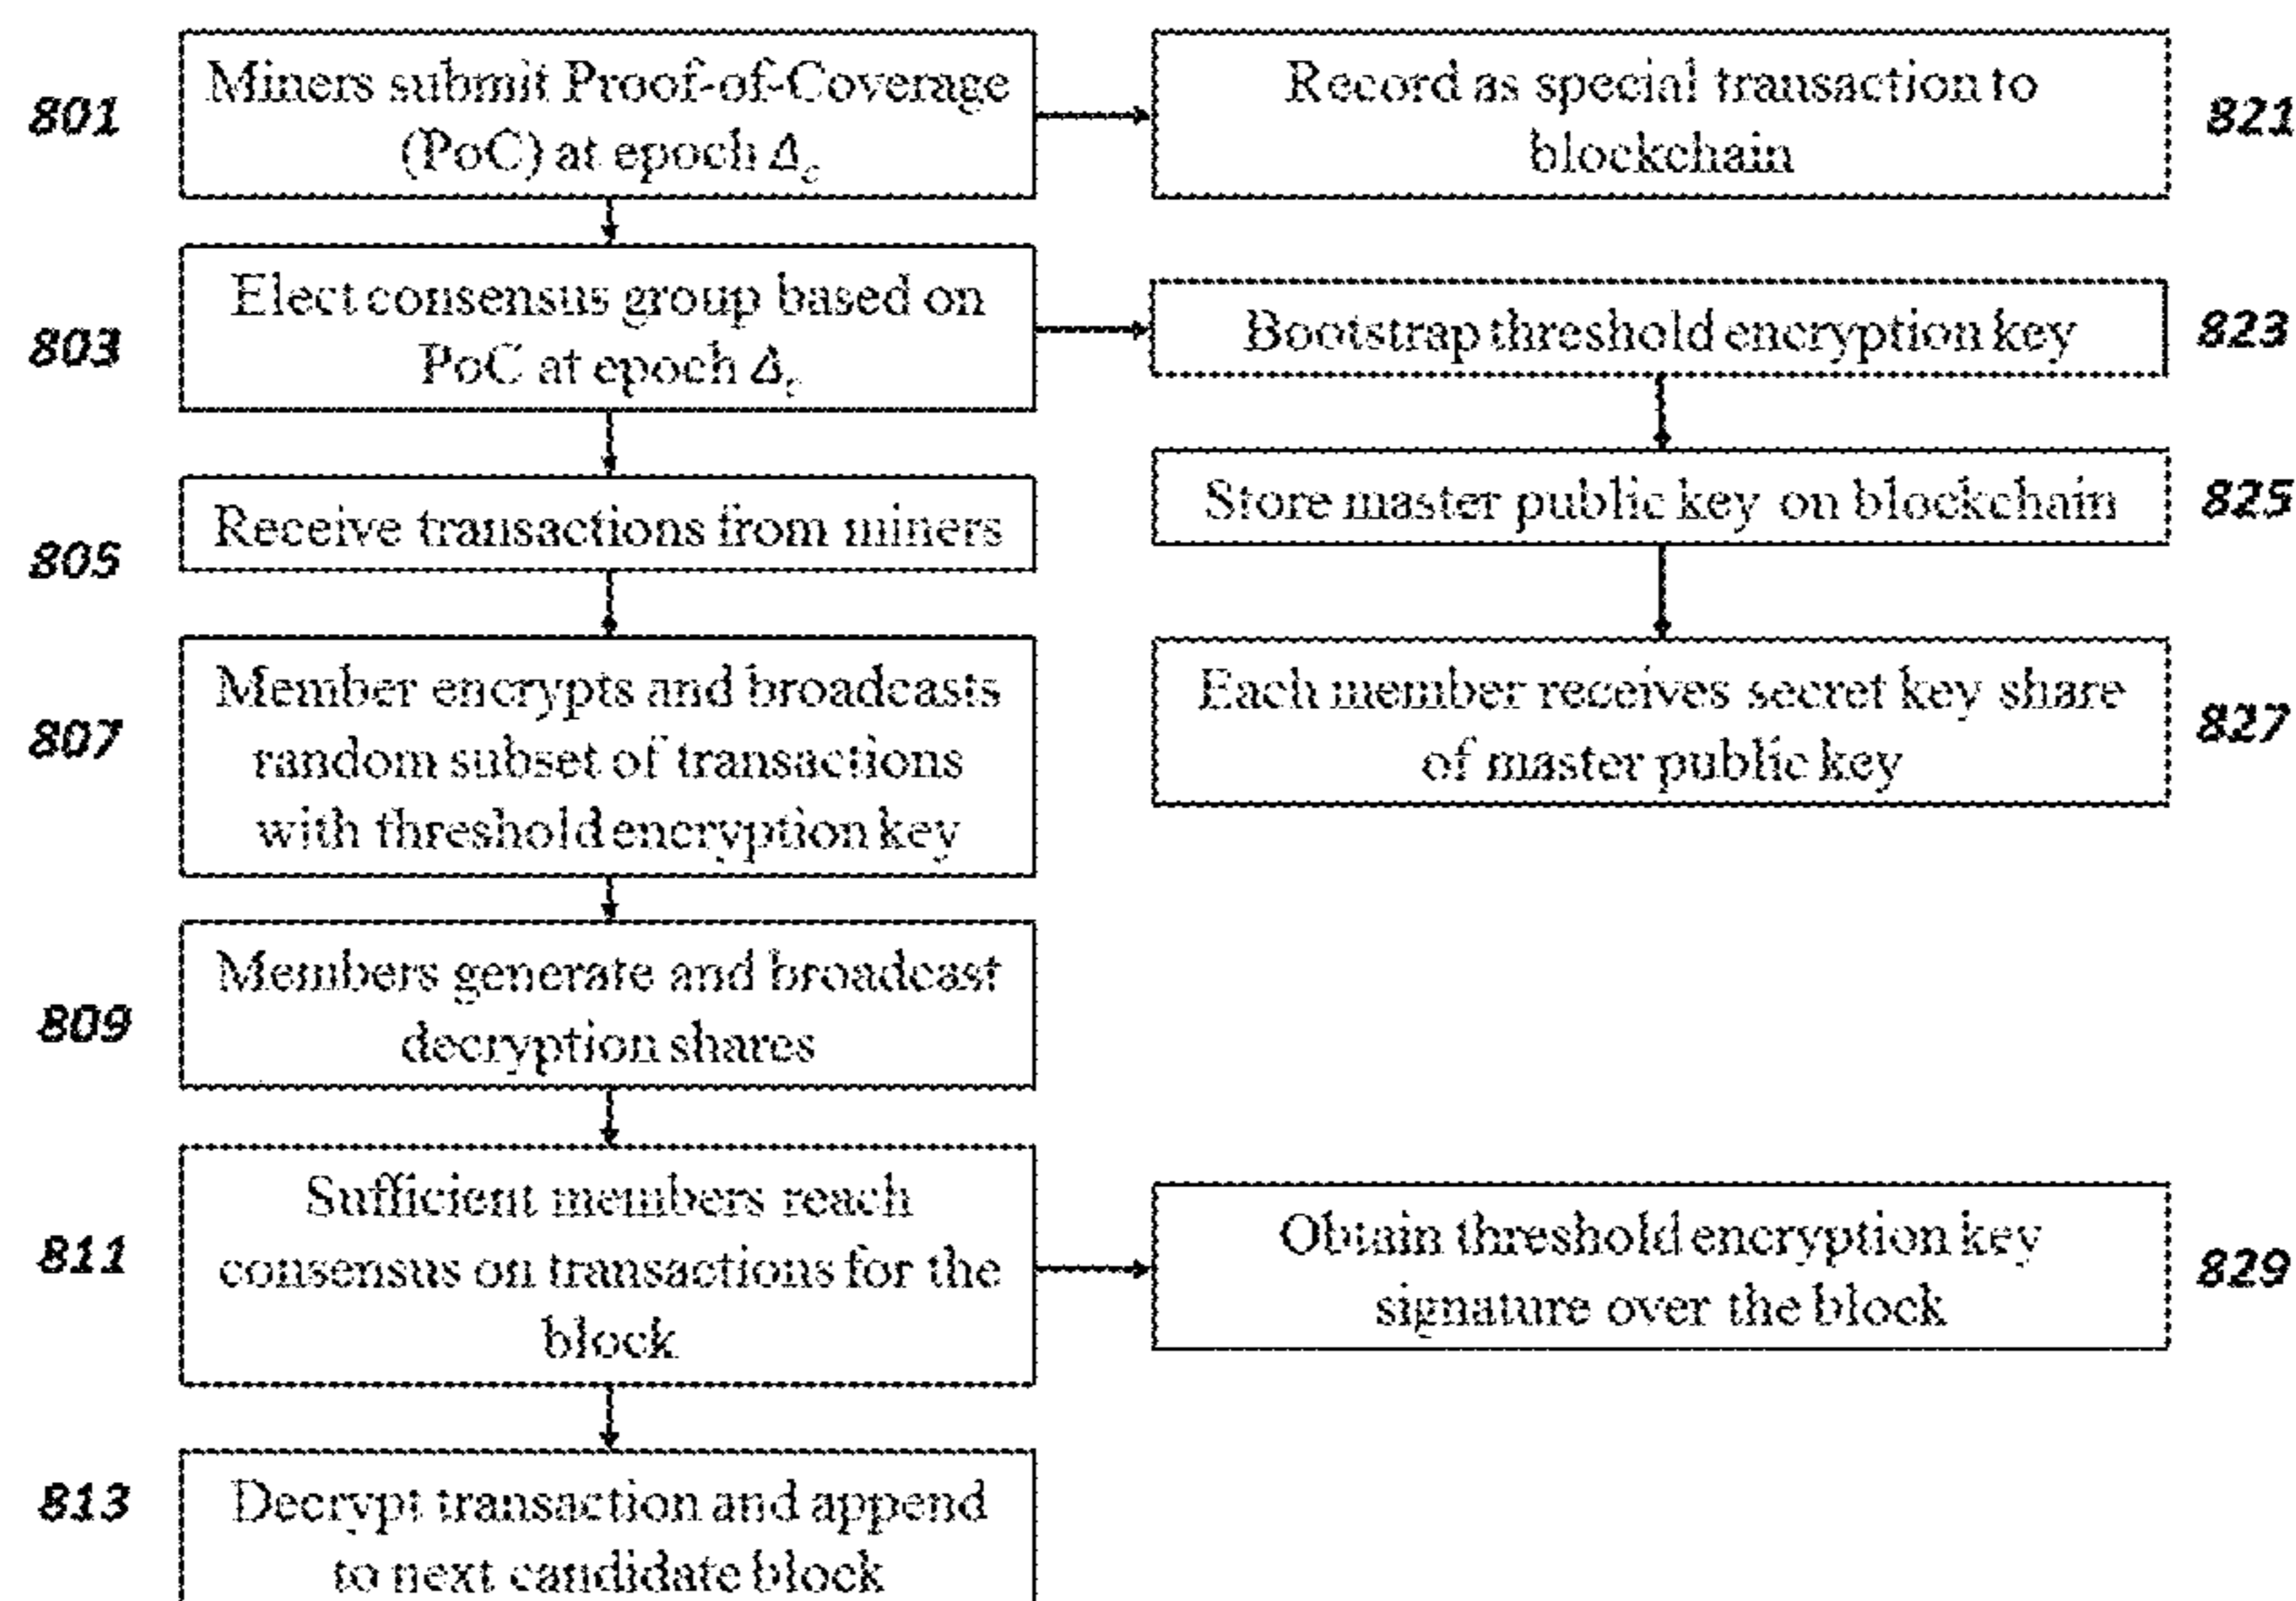 801
Miners submit Proof-of-Coverage
(PoC) at epoch Δc
Record as special transaction to
blockchain
821
803
Elect consensus group based on
PoC at epoch Δc
Bootstrap threshold encryption key
823
805
Receive transactions from miners
Store master public key on blockchain
825
807
Member encrypts and broadcasts
random subset of transactions
with threshold encryption key
Each member receives secret key share
of master public key
827
809
Members generate and broadcast
decryption shares
811
Sufficient members reach
consensus on transactions for the
block
Obtain threshold encryption key
signature over the block
829
813
Decrypt transaction and append
to next candidate block